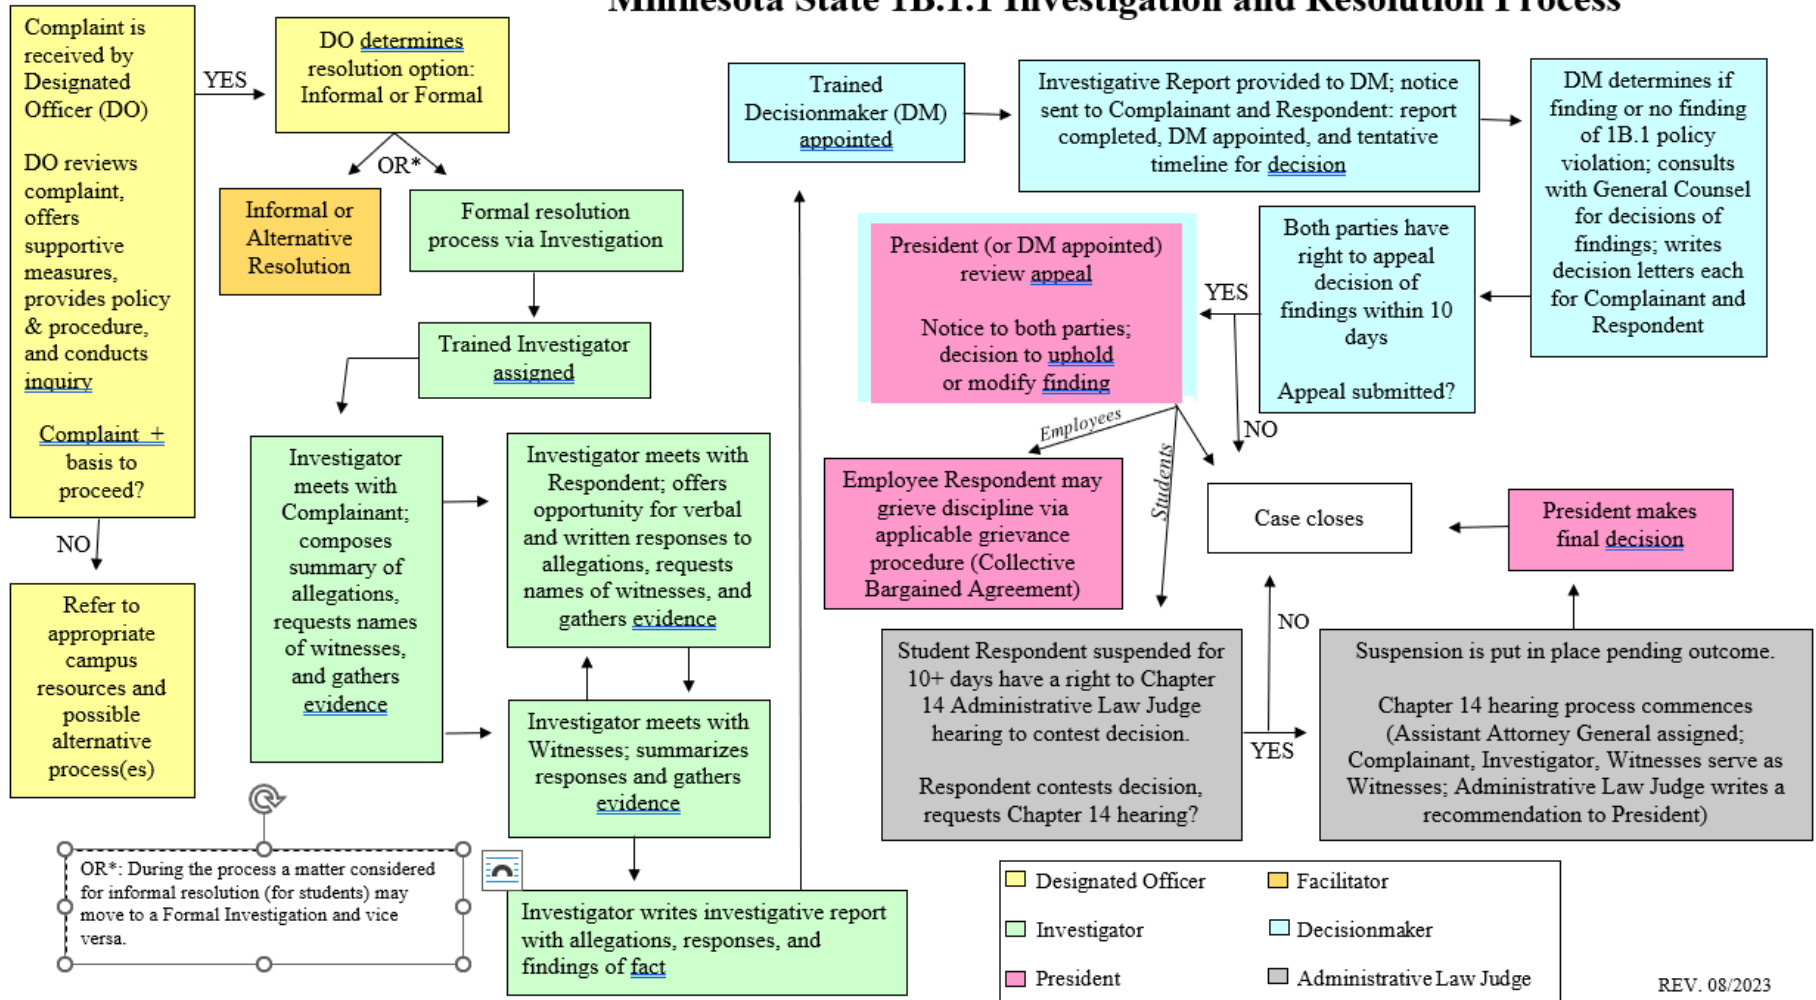 Minnesota State 1B.1.1 Investigation and Resolution Process
Complaint is
received by
Designated
Officer (DO)
DO reviews
complaint,
offers
supportive
measures,
provides policy
& procedure,
and conducts
inquiry
Complaint +
basis to
proceed?
YES
NO
Refer to
appropriate
campus
resources and
possible
alternative
process(es)
DO determines
resolution option:
Informal or Formal
OR*
Informal or
Alternative
Resolution
Formal resolution
process via Investigation
Trained Investigator
assigned
Investigator
meets with
Complainant;
composes
summary of
allegations,
requests names
of witnesses,
and gathers
evidence
Investigator meets with
Respondent; offers
opportunity for verbal
and written responses to
allegations, requests
names of witnesses, and
gathers evidence
Investigator meets with
Witnesses; summarizes
responses and gathers
evidence
Investigator writes investigative report
with allegations, responses, and
findings of fact
OR*: During the process a matter considered
for informal resolution (for students) may
move to a Formal Investigation and vice
versa.
Trained
Decisionmaker (DM)
appointed
Investigative Report provided to DM; notice
sent to Complainant and Respondent: report
completed, DM appointed, and tentative
timeline for decision
DM determines if
finding or no finding
of 1B.1 policy
violation; consults
with General Counsel
for decisions of
findings; writes
decision letters each
for Complainant and
Respondent
Both parties have
right to appeal
decision of
findings within 10
days
Appeal submitted?
YES
NO
President (or DM appointed)
review appeal
Notice to both parties;
decision to uphold
or modify finding
Employees
Students
Employee Respondent may
grieve discipline via
applicable grievance
procedure (Collective
Bargained Agreement)
Case closes
President makes
final decision
Student Respondent suspended for
10+ days have a right to Chapter
14 Administrative Law Judge
hearing to contest decision.
Respondent contests decision,
requests Chapter 14 hearing?
NO
YES
Suspension is put in place pending outcome.
Chapter 14 hearing process commences
(Assistant Attorney General assigned;
Complainant, Investigator, Witnesses serve as
Witnesses; Administrative Law Judge writes a
recommendation to President)
Designated Officer
Facilitator
Investigator
Decisionmaker
President
Administrative Law Judge
REV. 08/2023